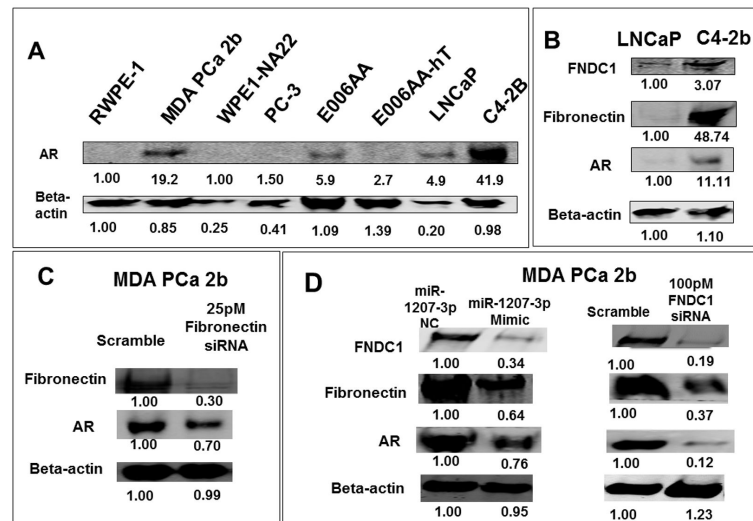 A
RWPE-1
MDA PCa 2b
WPE1-NA22
PC-3
E006AA
E006AA-hT
LNCaP
C4-2B
AR
1.00 19.2 1.00 1.50 5.9 2.7 4.9 41.9
Beta-
actin
1.00 0.85 0.25 0.41 1.09 1.39 0.20 0.98
B
LNCaP C4-2b
FNDC1
1.00 3.07
Fibronectin
1.00 48.74
AR
1.00 11.11
Beta-actin
1.00 1.10
C
MDA PCa 2b
Scramble
25pM
Fibronectin
siRNA
Fibronectin
1.00 0.30
AR
1.00 0.70
Beta-actin
1.00 0.99
D
MDA PCa 2b
miR-
1207-3p
NC
miR-1207-3p
Mimic
Scramble
100pM
FNDC1
siRNA
FNDC1
1.00 0.34 1.00 0.19
Fibronectin
1.00 0.64 1.00 0.37
AR
1.00 0.76 1.00 0.12
Beta-actin
1.00 0.95 1.00 1.23